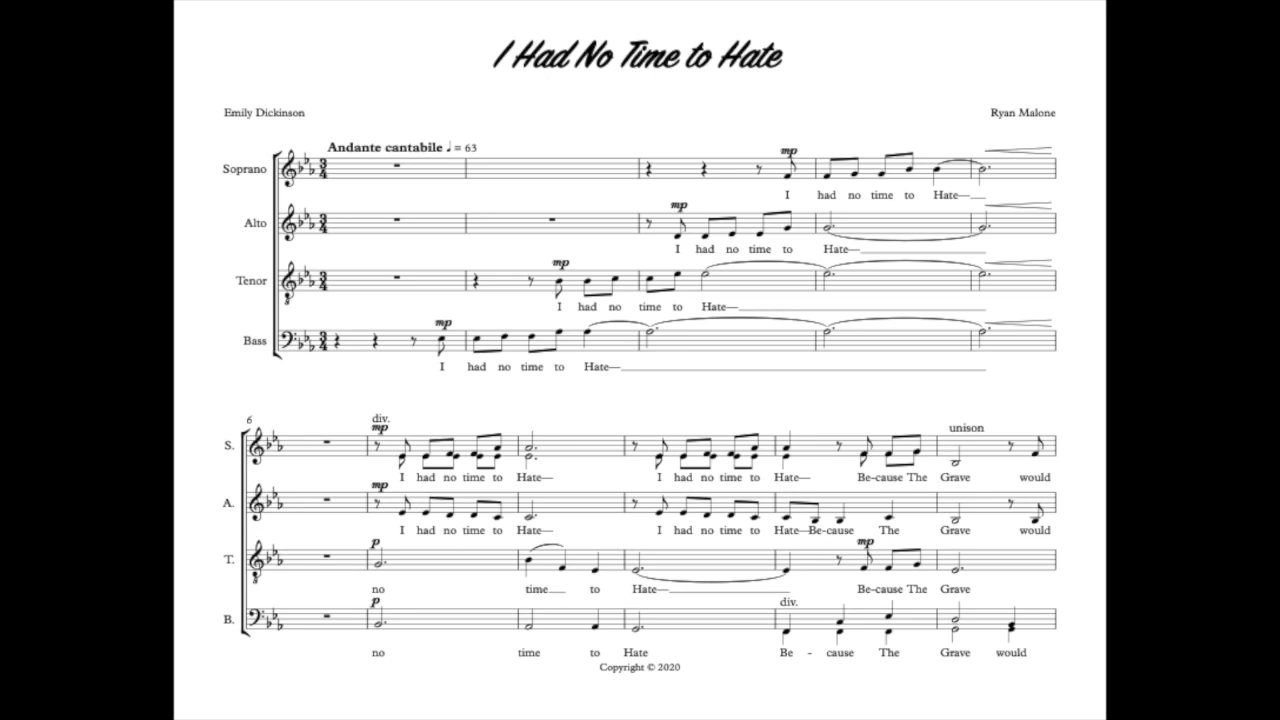 I Had No Time to Hate
Emily Dickinson
Ryan Malone
Andante cantabile ♩ = 63
mp
Soprano
I had no time to Hate—
mp
Alto
I had no time to Hate—
mp
Tenor
I had no time to Hate—
mp
Bass
I had no time to Hate—
6
div.
mp
unison
S.
I had no time to Hate— I had no time to Hate— Be-cause The Grave would
mp
A.
I had no time to Hate— I had no time to Hate—Be-cause The Grave would
p
mp
T.
no time to Hate— Be-cause The Grave
p
div.
B.
no time to Hate Be - cause The Grave would
Copyright © 2020